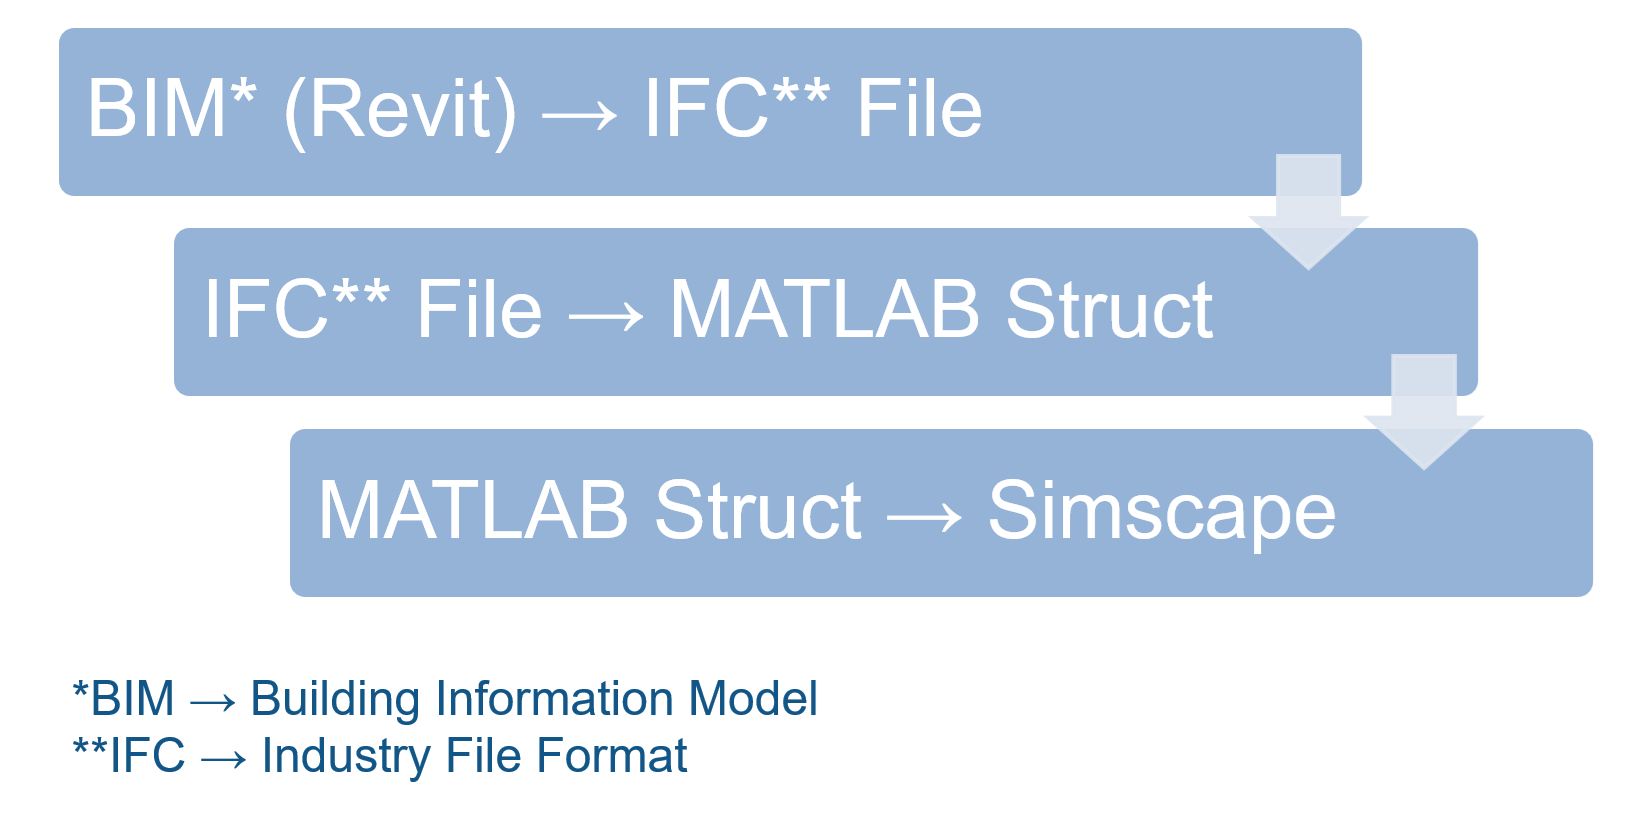 BIM* (Revit) → IFC** File
IFC** File → MATLAB Struct
MATLAB Struct → Simscape
*BIM → Building Information Model
**IFC → Industry File Format